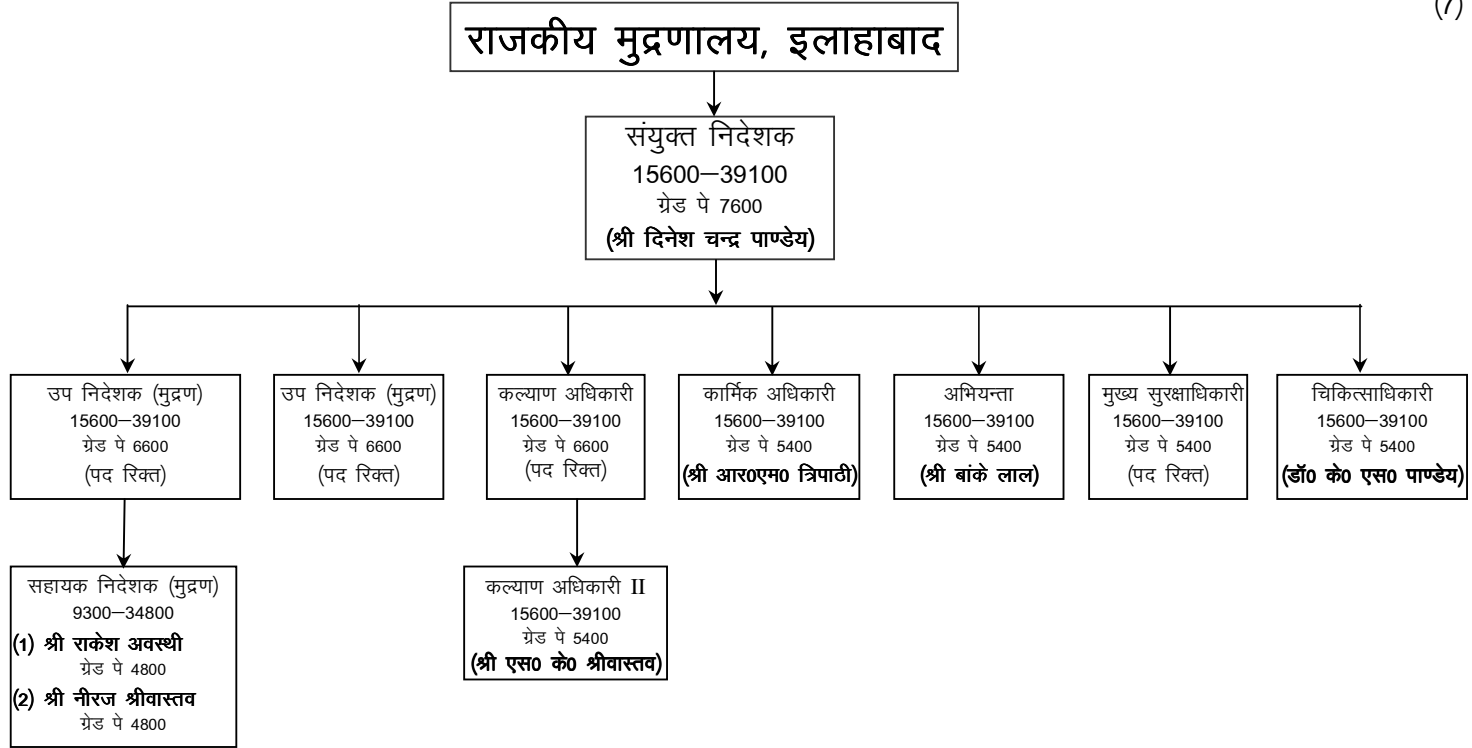 (7)
राजकीय मुद्रणालय, इलाहाबाद
संयुक्त निदेशक
15600–39100
ग्रेड पे 7600
(श्री दिनेश चन्द्र पाण्डेय)
उप निदेशक (मुद्रण)
15600–39100
ग्रेड पे 6600
(पद रिक्त)
उप निदेशक (मुद्रण)
15600–39100
ग्रेड पे 6600
(पद रिक्त)
कल्याण अधिकारी
15600–39100
ग्रेड पे 6600
(पद रिक्त)
कार्मिक अधिकारी
15600–39100
ग्रेड पे 5400
(श्री आर0एम0 त्रिपाठी)
अभियन्ता
15600–39100
ग्रेड पे 5400
(श्री बांके लाल)
मुख्य सुरक्षाधिकारी
15600–39100
ग्रेड पे 5400
(पद रिक्त)
चिकित्साधिकारी
15600–39100
ग्रेड पे 5400
(डॉ0 के0 एस0 पाण्डेय)
सहायक निदेशक (मुद्रण)
9300–34800
(1) श्री राकेश अवस्थी
ग्रेड पे 4800
(2) श्री नीरज श्रीवास्तव
ग्रेड पे 4800
कल्याण अधिकारी II
15600–39100
ग्रेड पे 5400
(श्री एस0 के0 श्रीवास्तव)